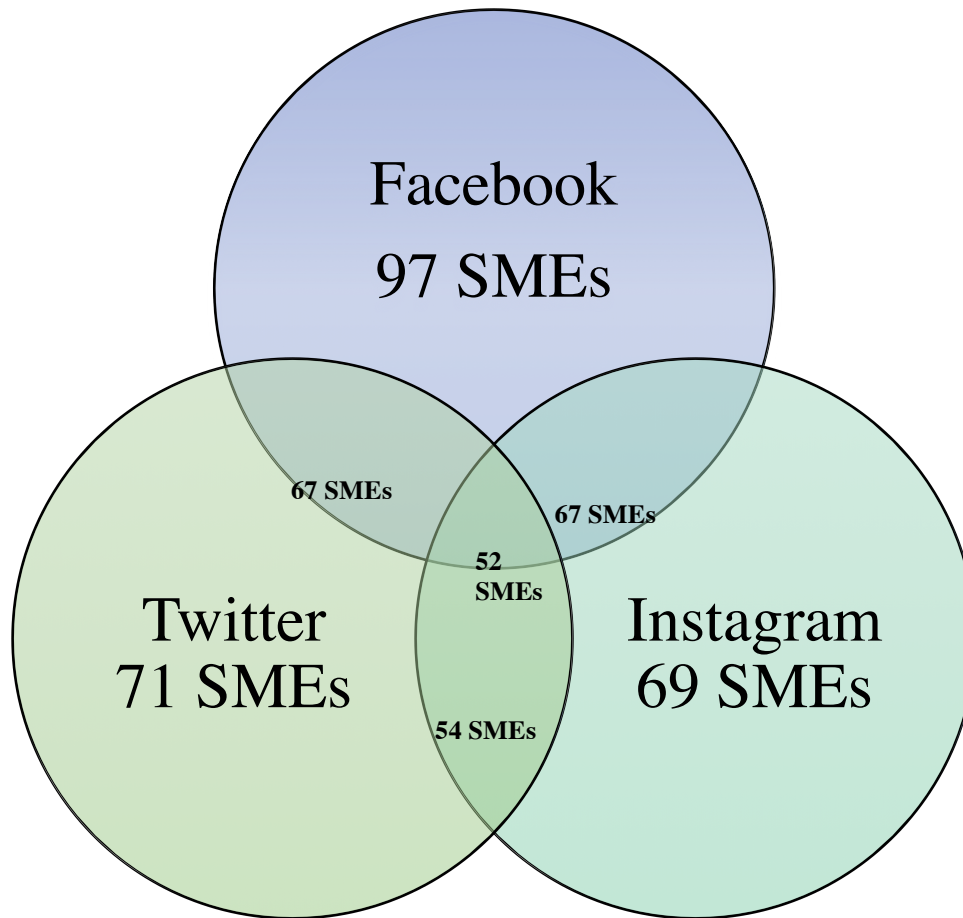 Facebook
97 SMEs
67 SMEs
67 SMEs
52
SMEs
Twitter
71 SMEs
Instagram
69 SMEs
54 SMEs